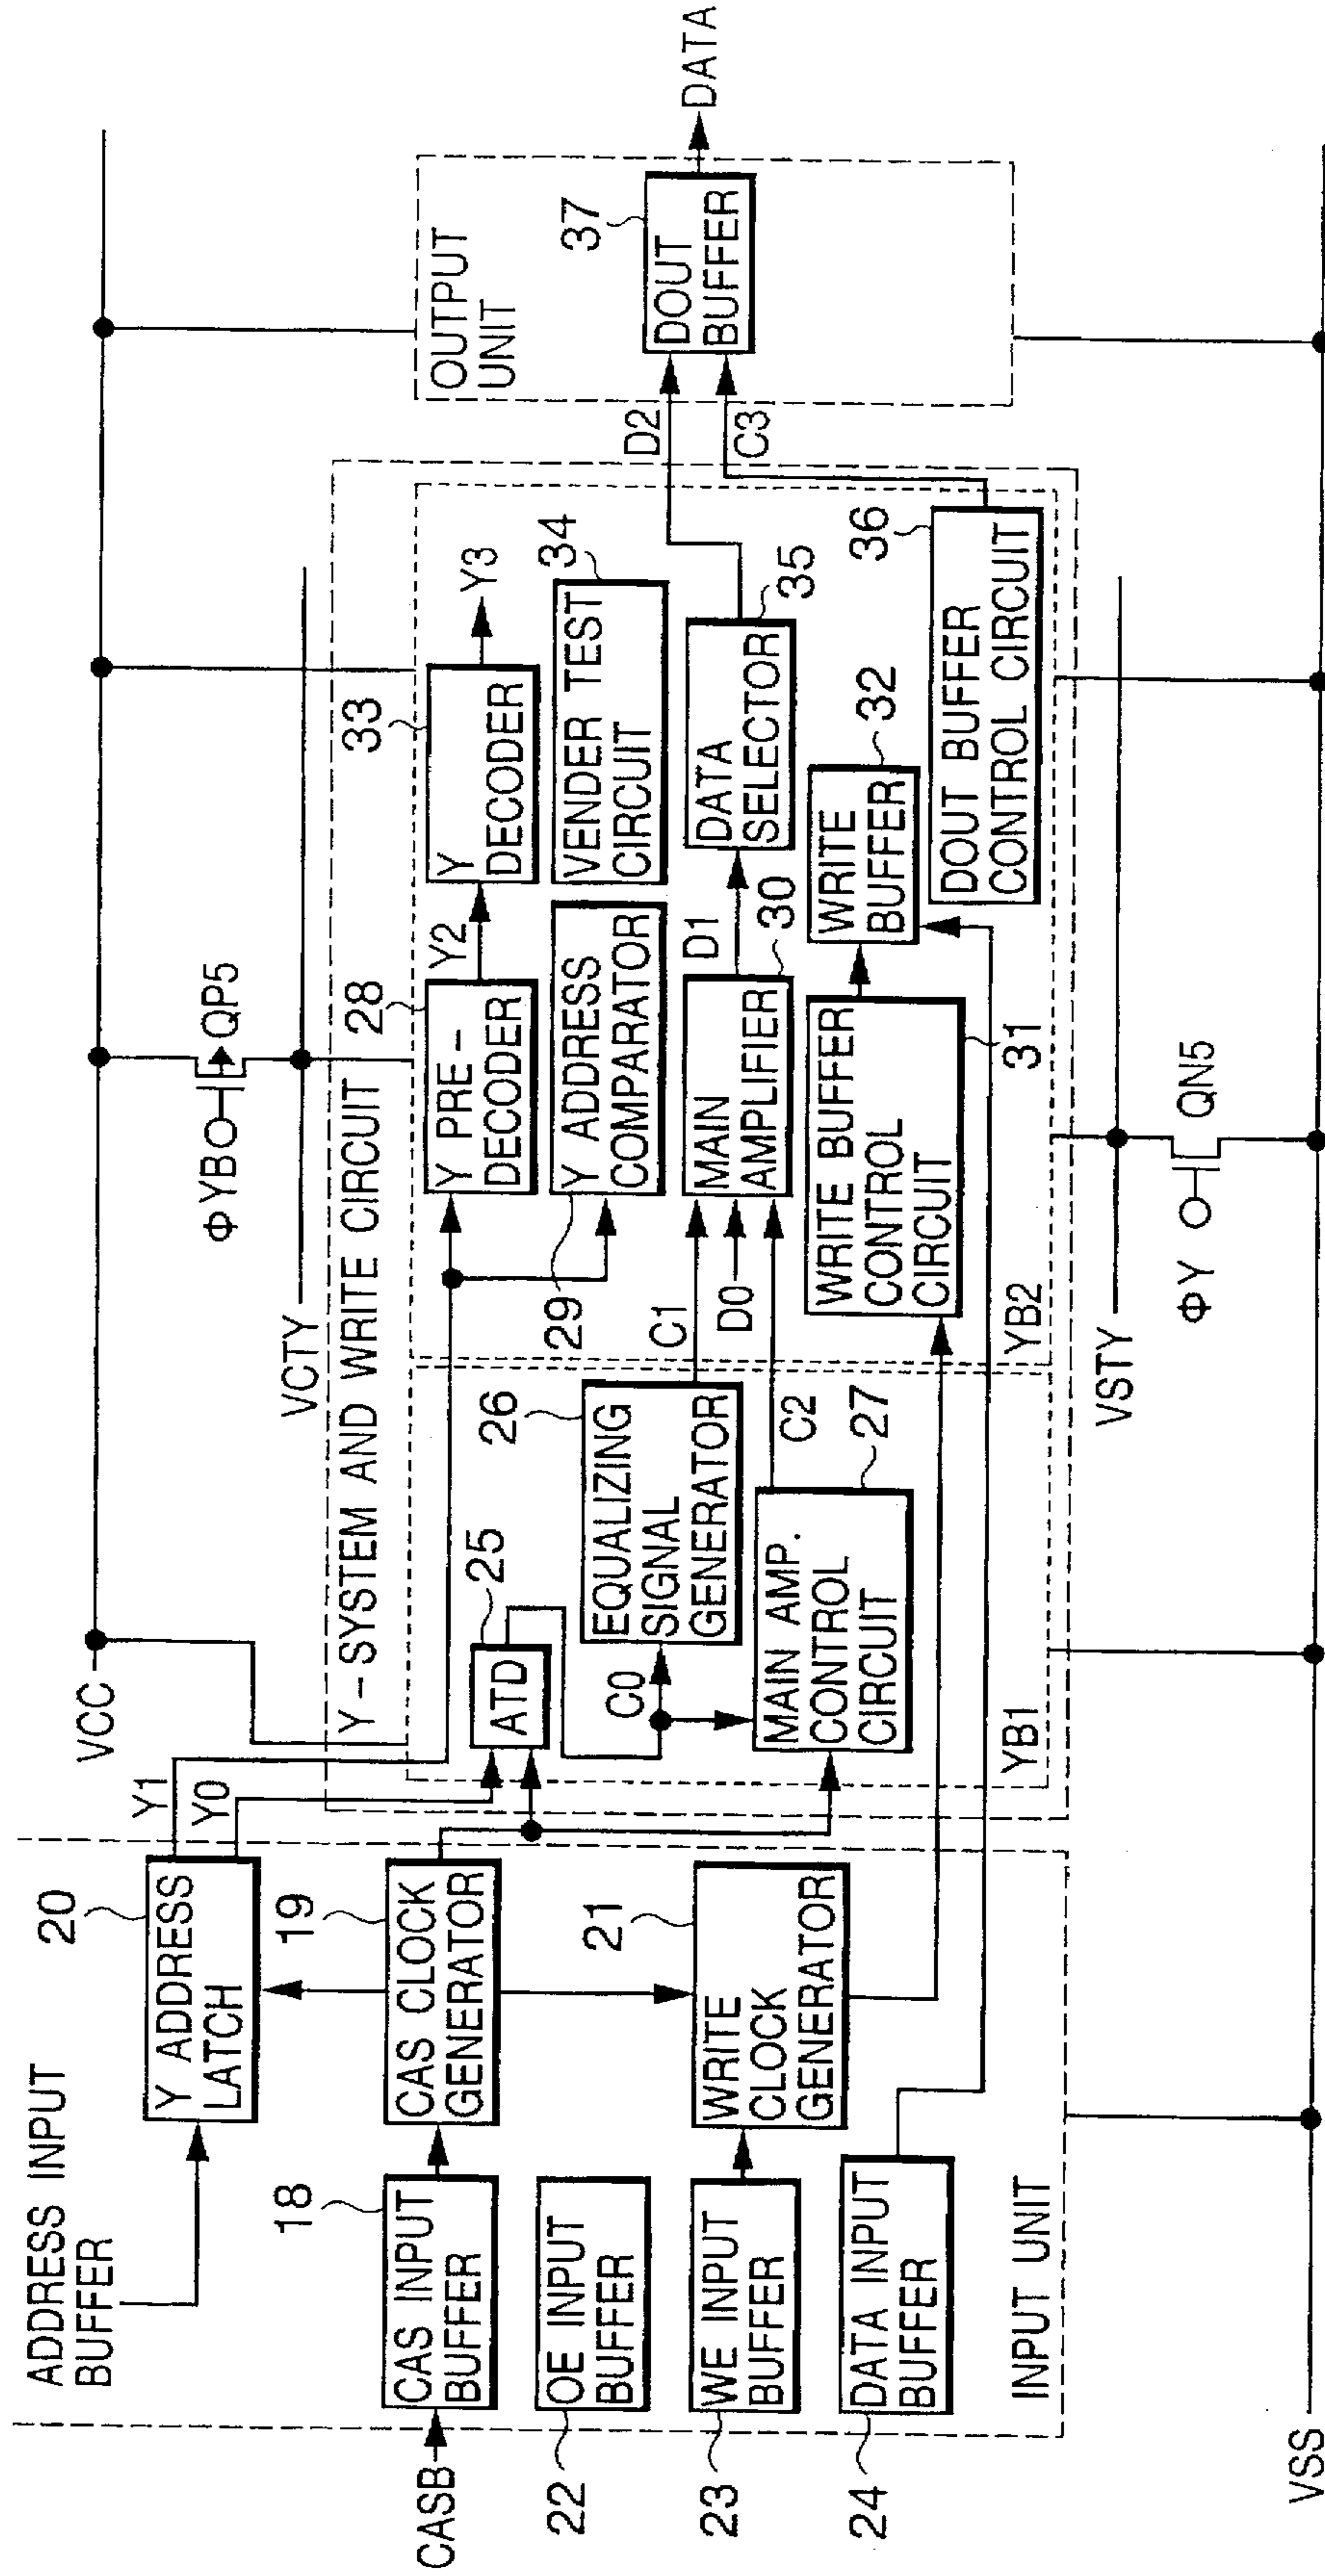 ADDRESS INPUT
BUFFER
20
Y ADDRESS
LATCH
Y1
Y0
CASB
18
CAS INPUT
BUFFER
19
CAS CLOCK
GENERATOR
22
OE INPUT
BUFFER
23
WE INPUT
BUFFER
21
WRITE
CLOCK
GENERATOR
24
DATA INPUT
BUFFER
INPUT UNIT
VCC
VCTY
ΦYB
QP5
Y-SYSTEM AND WRITE CIRCUIT
25
ATD
C0
26
EQUALIZING
SIGNAL
GENERATOR
C1
D0
C2
27
MAIN AMP.
CONTROL
CIRCUIT
YB1
28
Y PRE-
DECODER
Y2
33
Y
DECODER
Y3
29
Y ADDRESS
COMPARATOR
34
VENDER TEST
CIRCUIT
30
MAIN
AMPLIFIER
D1
35
DATA
SELECTOR
31
WRITE BUFFER
CONTROL
CIRCUIT
32
WRITE
BUFFER
36
DOUT BUFFER
CONTROL CIRCUIT
YB2
VSTY
ΦY
QN5
VSS
OUTPUT
UNIT
D2
C3
37
DOUT
BUFFER
DATA